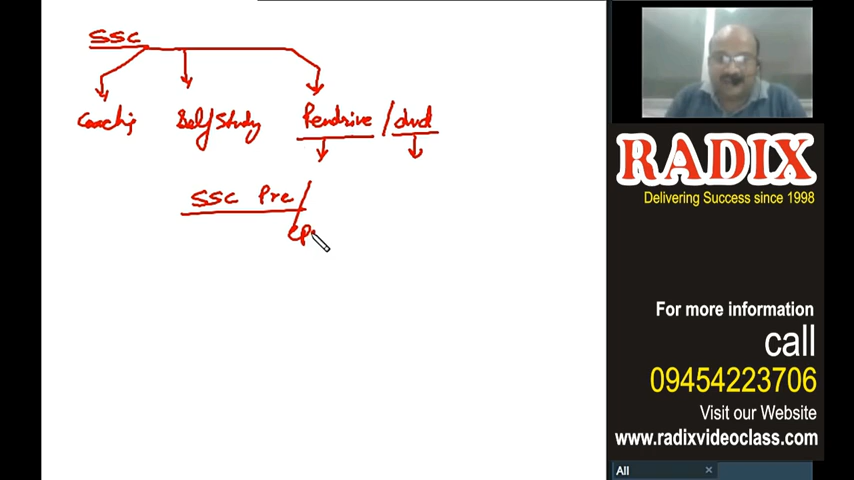 SSC
Coaching
Self Study
Pendrive / dvd
SSC Pre/
CP
RADIX
Delivering Success since 1998
For more information
call
09454223706
Visit our Website
www.radixvideoclass.com
All